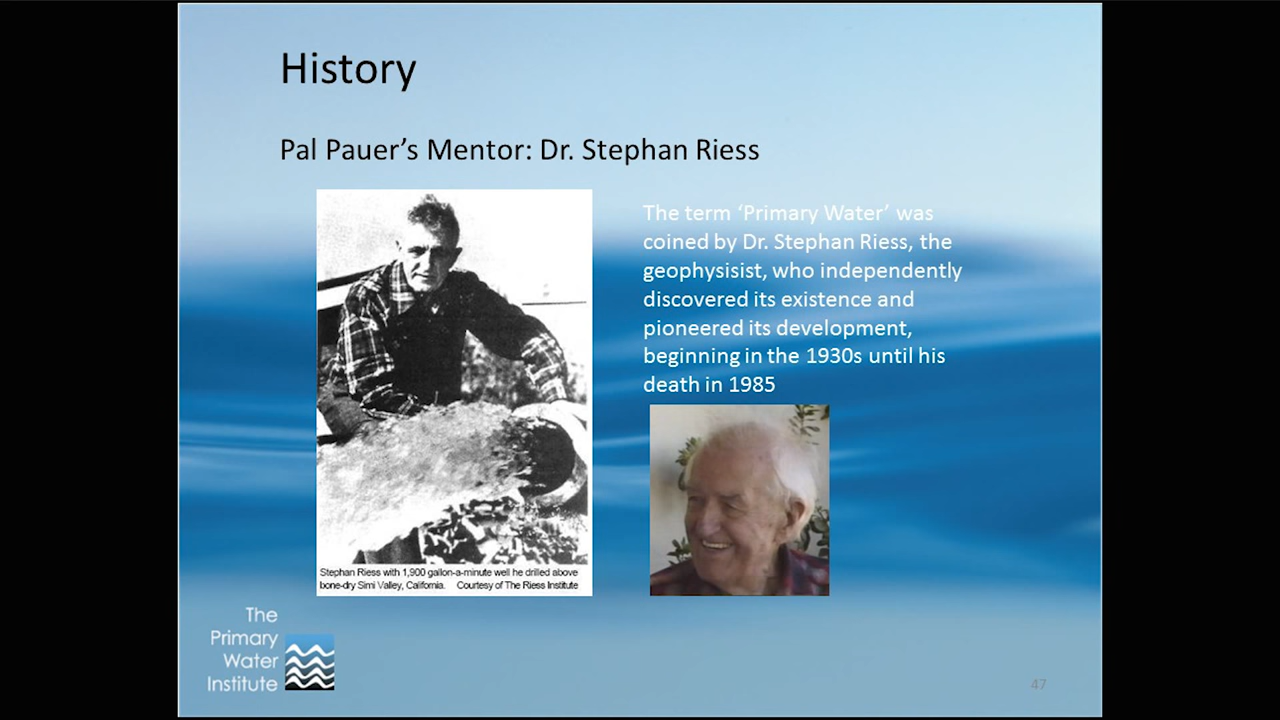 History
Pal Pauer’s Mentor: Dr. Stephan Riess
The term ‘Primary Water’ was
coined by Dr. Stephan Riess, the
geophysisist, who independently
discovered its existence and
pioneered its development,
beginning in the 1930s until his
death in 1985
Stephan Riess with 1,900 gallon-a-minute well he drilled above
bone-dry Simi Valley, California. Courtesy of The Riess Institute
The
Primary
Water
Institute
47